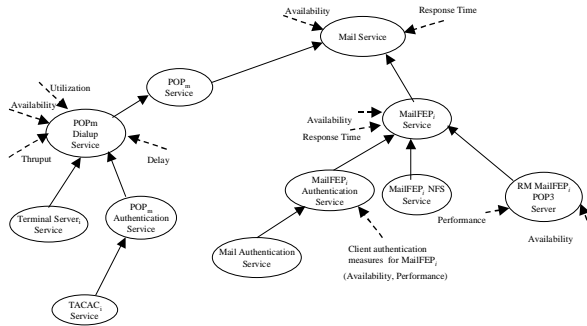 Availability
Response Time
Mail Service
POPm
Service
Utilization
Availability
POPm
Dialup
Service
Thruput
Delay
Availability
Response Time
MailFEPi
Service
MailFEPi
Authentication
Service
MailFEPi NFS
Service
RM MailFEPi
POP3
Server
Performance
Availability
Terminal Serveri
Service
POPm
Authentication
Service
Mail Authentication
Service
Client authentication
measures for MailFEPi
(Availability, Performance)
TACACi
Service